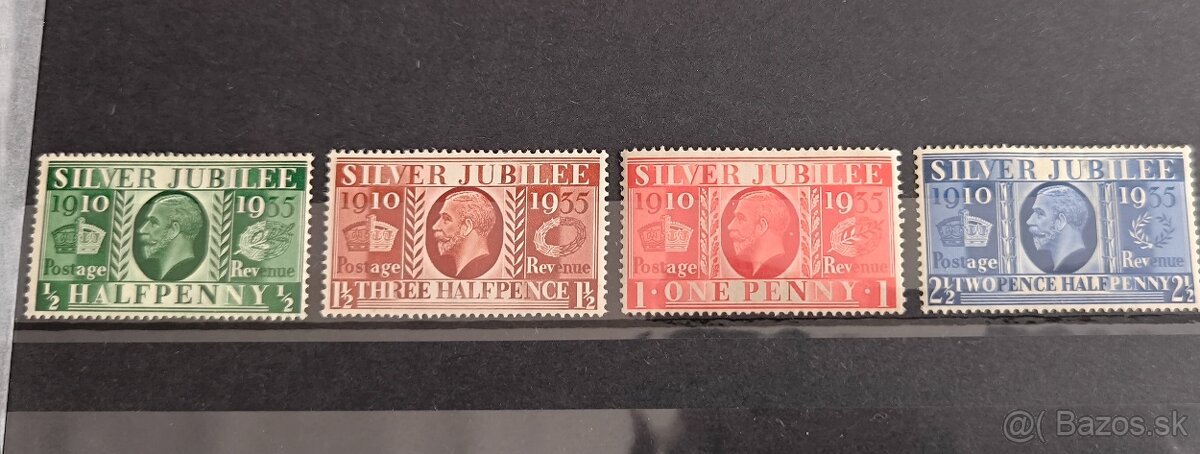 SILVER JUBILEE
1910 1935
Postage Revenue
½ HALFPENNY ½
SILVER JUBILEE
1910 1935
Postage Revenue
1½ THREE HALFPENCE 1½
SILVER JUBILEE
1910 1935
Postage Revenue
1 · ONE PENNY · 1
SILVER JUBILEE
1910 1935
Postage Revenue
2½ TWOPENCE HALFPENNY 2½
@( Bazos.sk